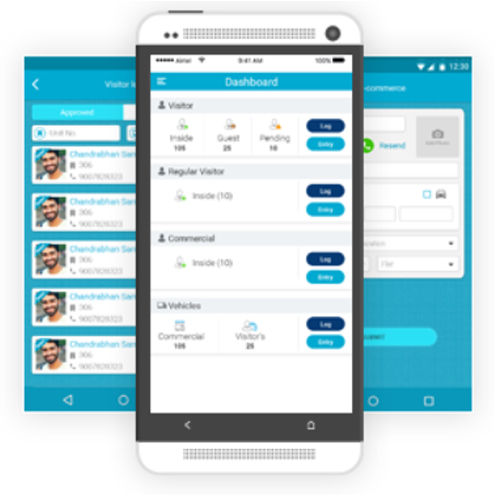 Airtel 9:41 AM 100%
Dashboard
Visitor
Inside Guest Pending
105 25 10
Log
Entry
Regular Visitor
Inside (10)
Log
Entry
Commercial
Inside (10)
Log
Entry
Vehicles
Commercial Visitor's
105 25
Log
Entry
Visitor
Approved
Unit No.
Chandrabhan Sar
306
9007828323
Chandrabhan Sar
306
9007828323
Chandrabhan Sar
306
9007828323
Chandrabhan Sar
306
9007828323
Chandrabhan Sar
306
9007828323
12:30
-commerce
Resend
Add Photo
Flat